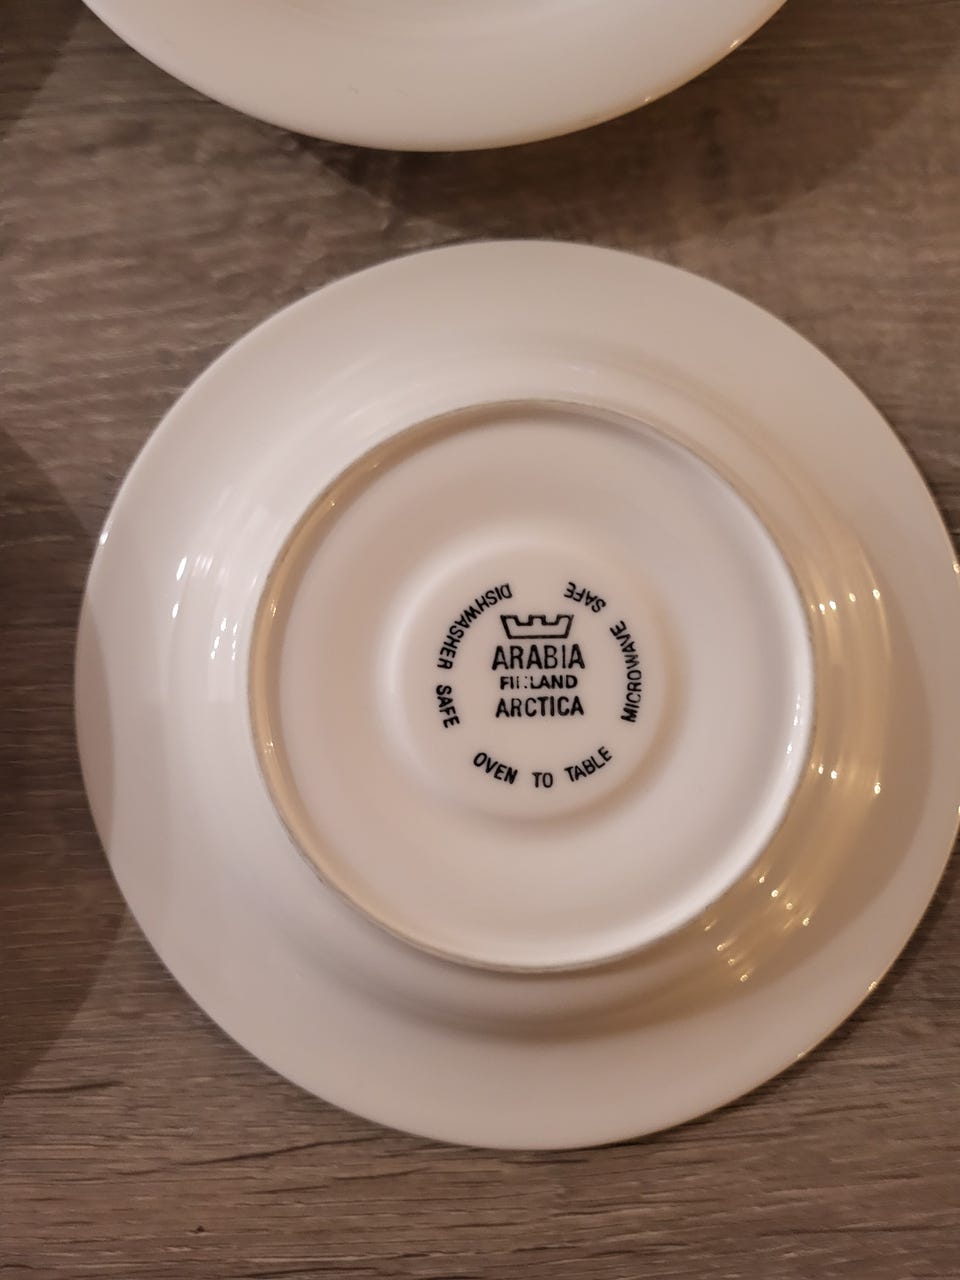 ARABIA
FINLAND
ARCTICA
DISHWASHER SAFE
OVEN TO TABLE
MICROWAVE SAFE